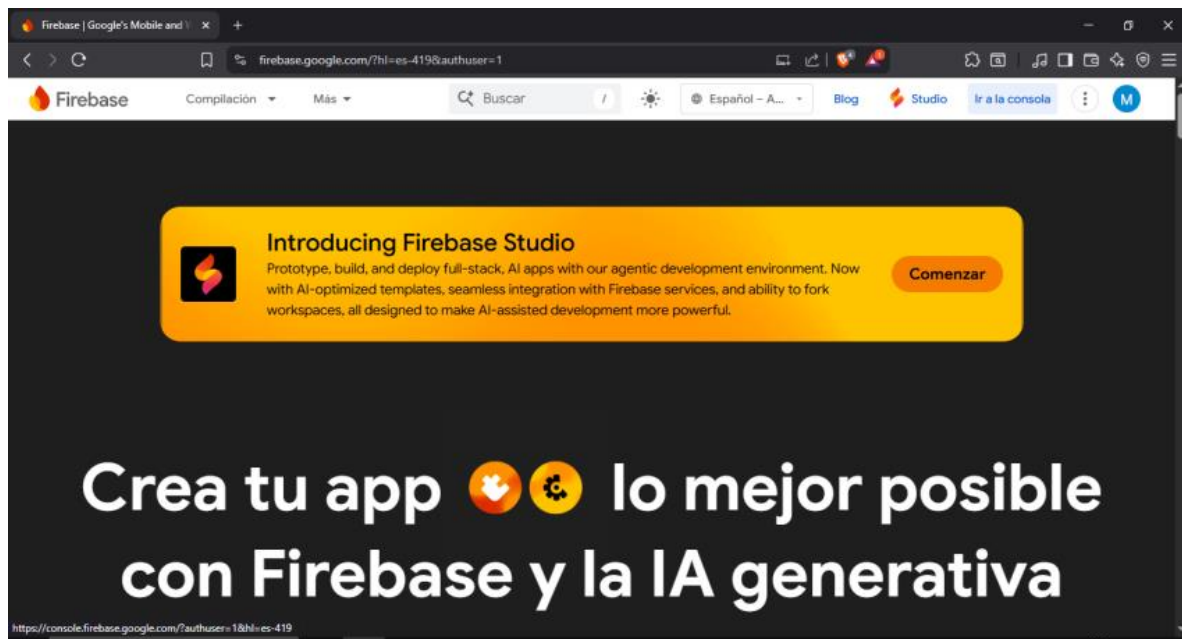 Firebase | Google's Mobile and
firebase.google.com/?hl=es-419&authuser=1
Firebase
Compilación
Más
Buscar
/
Español – A...
Blog
Studio
Ir a la consola
M
Introducing Firebase Studio
Prototype, build, and deploy full-stack, AI apps with our agentic development environment. Now
with AI-optimized templates, seamless integration with Firebase services, and ability to fork
workspaces, all designed to make AI-assisted development more powerful.
Comenzar
Crea tu app lo mejor posible
con Firebase y la IA generativa
https://console.firebase.google.com/?authuser=1&hl=es-419